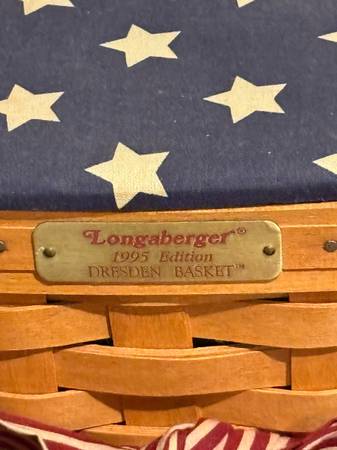 Longaberger®
1995 Edition
DRESDEN BASKET™